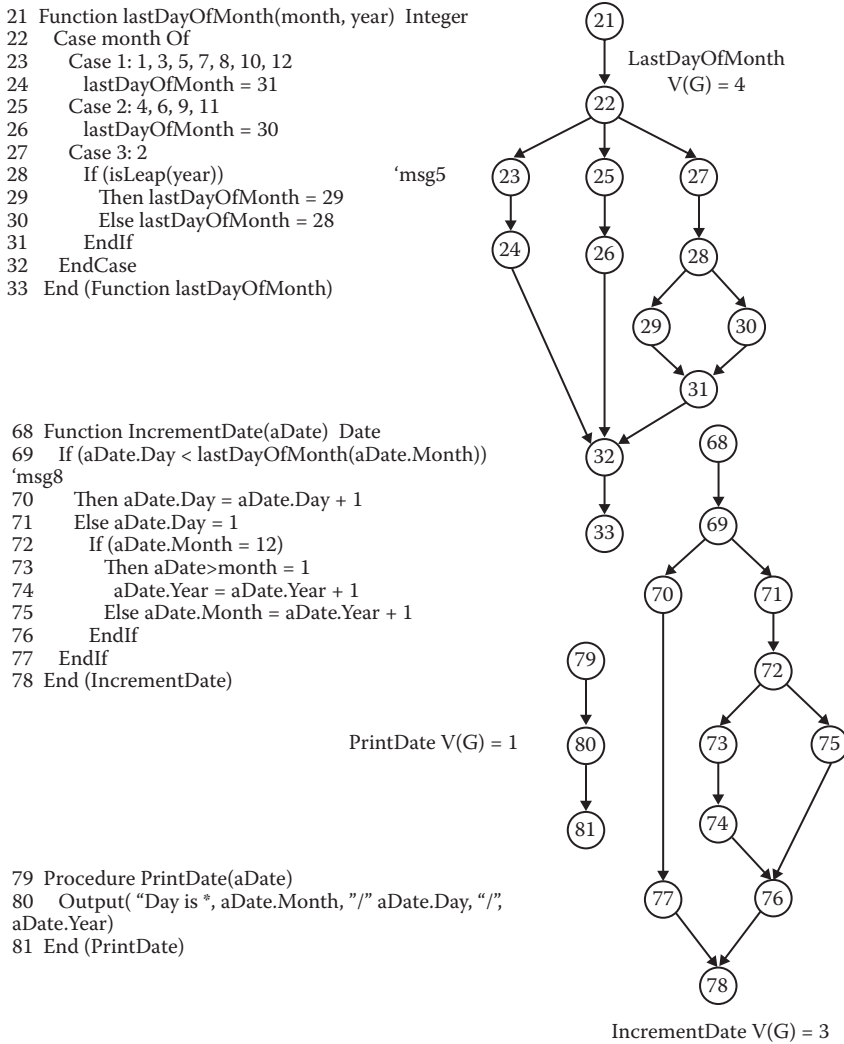 21 Function lastDayOfMonth(month, year) Integer
22 Case month Of
23 Case 1: 1, 3, 5, 7, 8, 10, 12
24 lastDayOfMonth = 31
25 Case 2: 4, 6, 9, 11
26 lastDayOfMonth = 30
27 Case 3: 2
28 If (isLeap(year)) ‘msg5
29 Then lastDayOfMonth = 29
30 Else lastDayOfMonth = 28
31 EndIf
32 EndCase
33 End (Function lastDayOfMonth)
21
LastDayOfMonth
V(G) = 4
22
23 25 27
24 26 28
29 30
31
32
33
68 Function IncrementDate(aDate) Date
69 If (aDate.Day < lastDayOfMonth(aDate.Month))
‘msg8
70 Then aDate.Day = aDate.Day + 1
71 Else aDate.Day = 1
72 If (aDate.Month = 12)
73 Then aDate>month = 1
74 aDate.Year = aDate.Year + 1
75 Else aDate.Month = aDate.Year + 1
76 EndIf
77 EndIf
78 End (IncrementDate)
68
69
70 71
72
73 75
74
77 76
78
IncrementDate V(G) = 3
79
PrintDate V(G) = 1 80
81
79 Procedure PrintDate(aDate)
80 Output( “Day is *, aDate.Month, ”/” aDate.Day, “/”,
aDate.Year)
81 End (PrintDate)